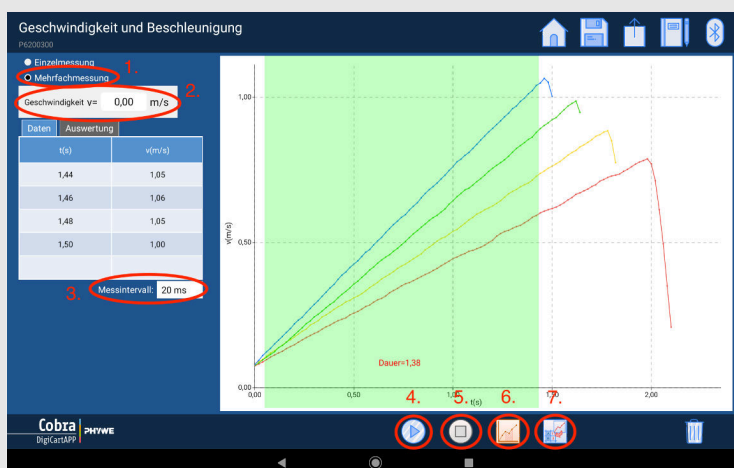 Geschwindigkeit und Beschleunigung
P6200300
Einzelmessung
1.
Mehrfachmessung
2.
Geschwindigkeit v= 0,00 m/s
Daten Auswertung
t(s) v(m/s)
1,44 1,05
1,46 1,06
1,48 1,05
1,50 1,00
3. Messintervall: 20 ms
v(m/s)
1,00
0,50
0,00
Dauer=1,38
0,00 0,50 1,00 1,50 2,00
t(s)
4. 5. 6. 7.
Cobra
DigiCartAPP
PHYWE